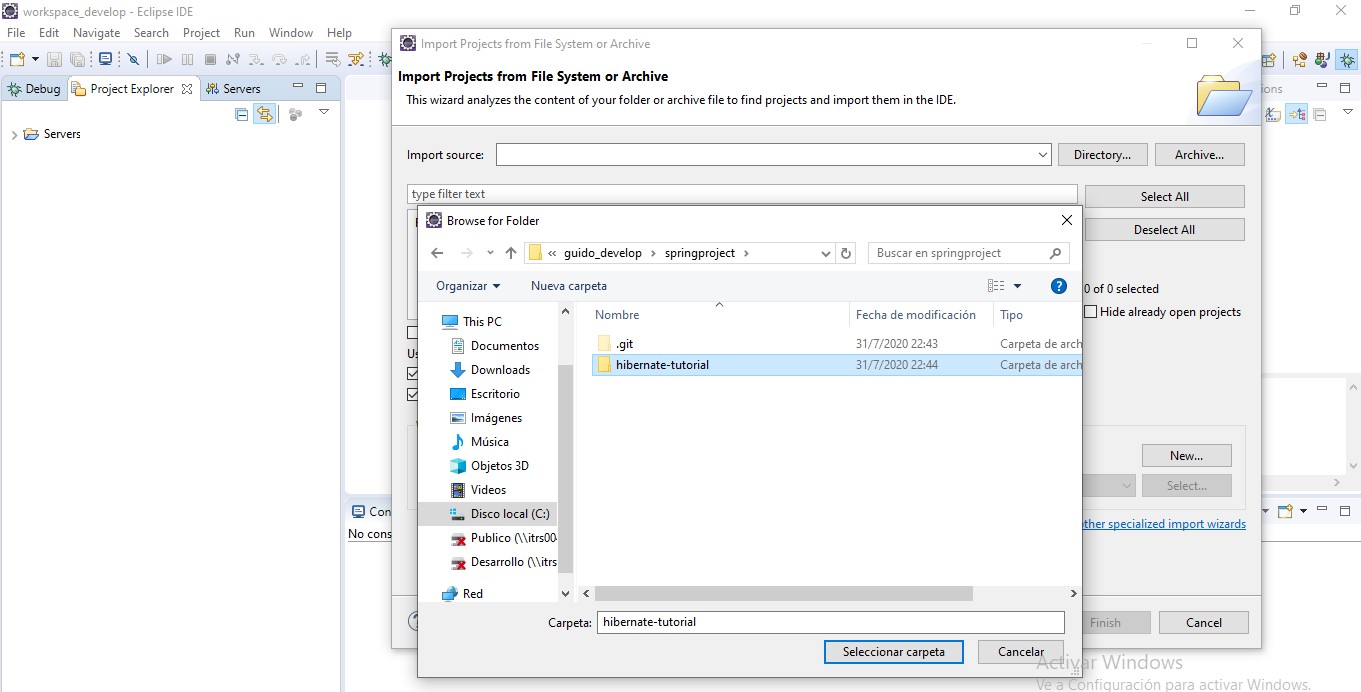 workspace_develop - Eclipse IDE
File Edit Navigate Search Project Run Window Help
Debug Project Explorer Servers
Servers
Import Projects from File System or Archive
Import Projects from File System or Archive
This wizard analyzes the content of your folder or archive file to find projects and import them in the IDE.
Import source: Directory... Archive...
type filter text Select All
Deselect All
0 of 0 selected
Hide already open projects
New...
Select...
other specialized import wizards
Finish Cancel
Browse for Folder
« guido_develop > springproject > Buscar en springproject
Organizar Nueva carpeta
This PC
Documentos
Downloads
Escritorio
Imágenes
Música
Objetos 3D
Videos
Disco local (C:)
Publico (\\itrs00
Desarrollo (\\itrs
Red
Nombre Fecha de modificación Tipo
.git 31/7/2020 22:43 Carpeta de arch
hibernate-tutorial 31/7/2020 22:44 Carpeta de arch
Carpeta: hibernate-tutorial
Seleccionar carpeta Cancelar
Con
No cons
ions
Activar Windows
Ve a Configuración para activar Windows.